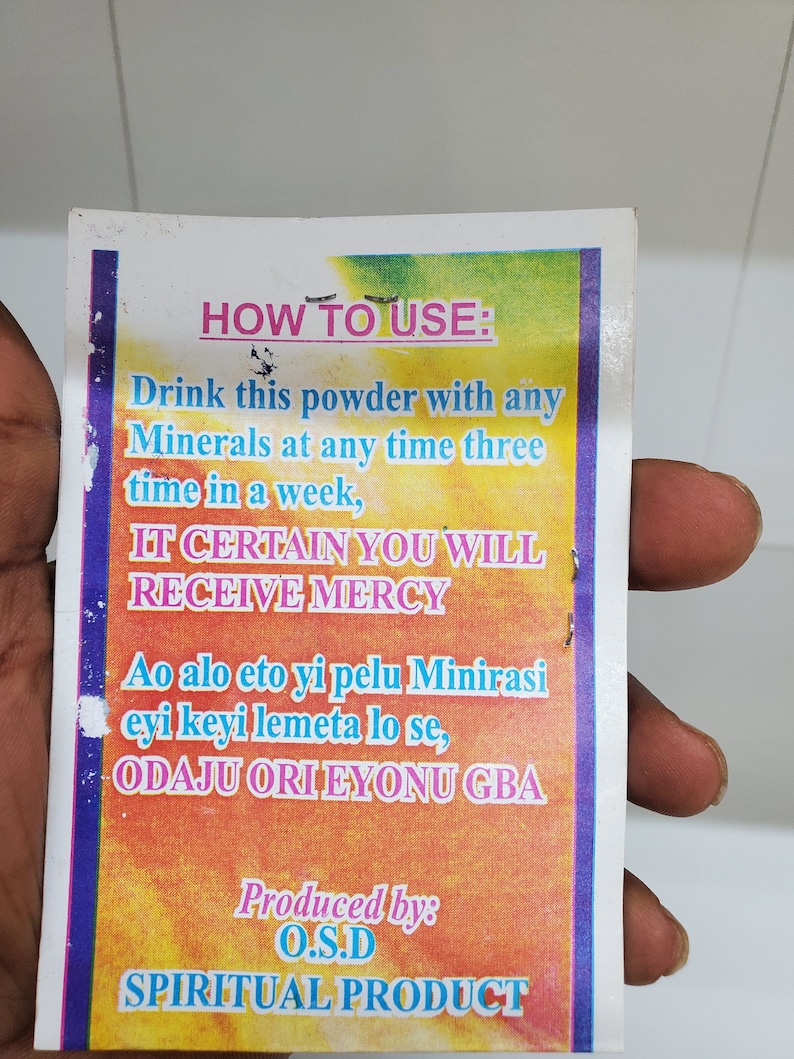 HOW TO USE:
Drink this powder with any
Minerals at any time three
time in a week,
IT CERTAIN YOU WILL
RECEIVE MERCY
Ao alo eto yi pelu Minirasi
eyi keyi lemeta lo se,
ODAJU ORI EYONU GBA
Produced by:
O.S.D
SPIRITUAL PRODUCT